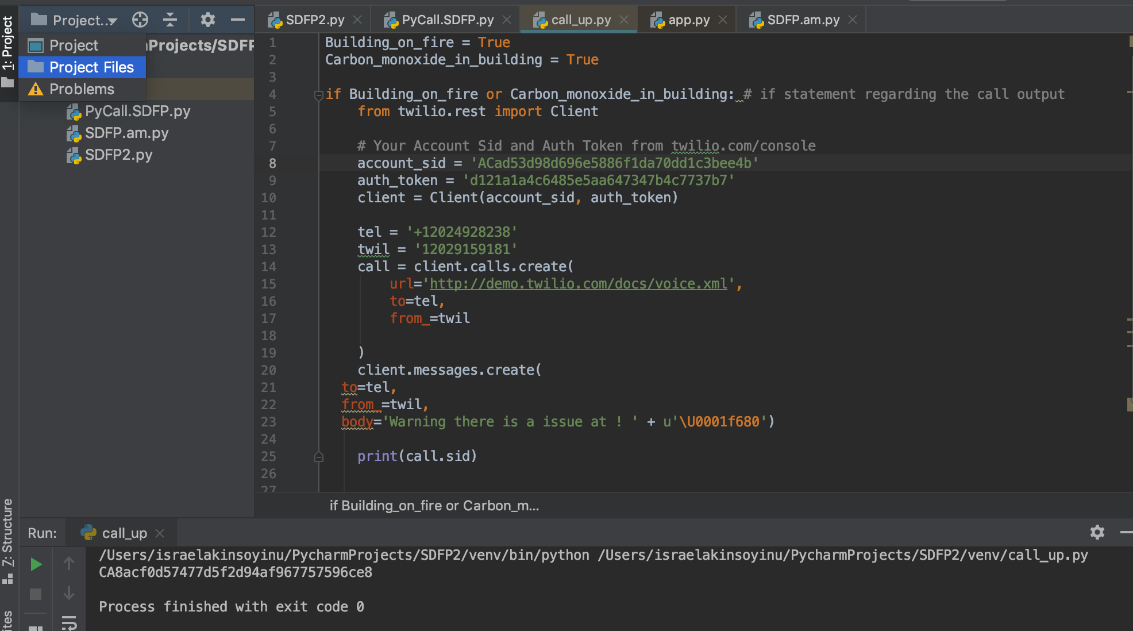 Project..
SDFP2.py
PyCall.SDFP.py
call_up.py
app.py
SDFP.am.py
1: Project
Project
Projects/SDFF
Project Files
Problems
PyCall.SDFP.py
SDFP.am.py
SDFP2.py
1 Building_on_fire = True
2 Carbon_monoxide_in_building = True
3
4 if Building_on_fire or Carbon_monoxide_in_building: # if statement regarding the call output
5 from twilio.rest import Client
6
7 # Your Account Sid and Auth Token from twilio.com/console
8 account_sid = 'ACad53d98d696e5886f1da70dd1c3bee4b'
9 auth_token = 'd121a1a4c6485e5aa647347b4c7737b7'
10 client = Client(account_sid, auth_token)
11
12 tel = '+12024928238'
13 twil = '12029159181'
14 call = client.calls.create(
15 url='http://demo.twilio.com/docs/voice.xml',
16 to=tel,
17 from_=twil
18
19 )
20 client.messages.create(
21 to=tel,
22 from_=twil,
23 body='Warning there is a issue at ! ' + u'\U0001f680')
24
25 print(call.sid)
26
27
if Building_on_fire or Carbon_m...
Z: Structure
Run:
call_up
/Users/israelakinsoyinu/PycharmProjects/SDFP2/venv/bin/python /Users/israelakinsoyinu/PycharmProjects/SDFP2/venv/call_up.py
CA8acf0d57477d5f2d94af967757596ce8
Process finished with exit code 0